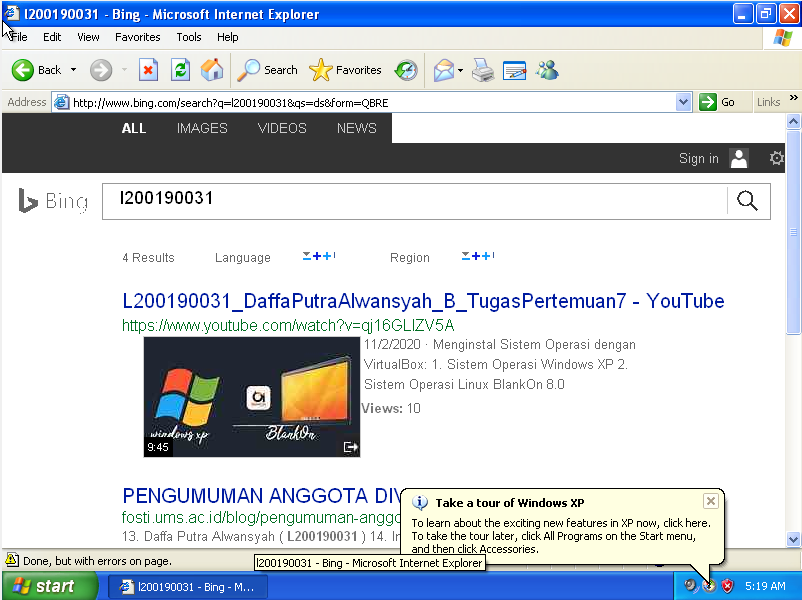 l200190031 - Bing - Microsoft Internet Explorer
File Edit View Favorites Tools Help
Back Search Favorites
Address http://www.bing.com/search?q=l200190031&qs=ds&form=QBRE Go Links »
ALL IMAGES VIDEOS NEWS
Sign in
Bing l200190031
4 Results Language Region
L200190031_DaffaPutraAlwansyah_B_TugasPertemuan7 - YouTube
https://www.youtube.com/watch?v=qj16GLIZV5A
11/2/2020 · Menginstal Sistem Operasi dengan
VirtualBox: 1. Sistem Operasi Windows XP 2.
Sistem Operasi Linux BlankOn 8.0
Views: 10
windows xp BlankOn
9:45
PENGUMUMAN ANGGOTA DIV
fosti.ums.ac.id/blog/pengumuman-anggo
13. Daffa Putra Alwansyah ( L200190031 ) 14. In
Take a tour of Windows XP
To learn about the exciting new features in XP now, click here.
To take the tour later, click All Programs on the Start menu,
and then click Accessories.
Done, but with errors on page.
l200190031 - Bing - Microsoft Internet Explorer
start l200190031 - Bing - M... 5:19 AM